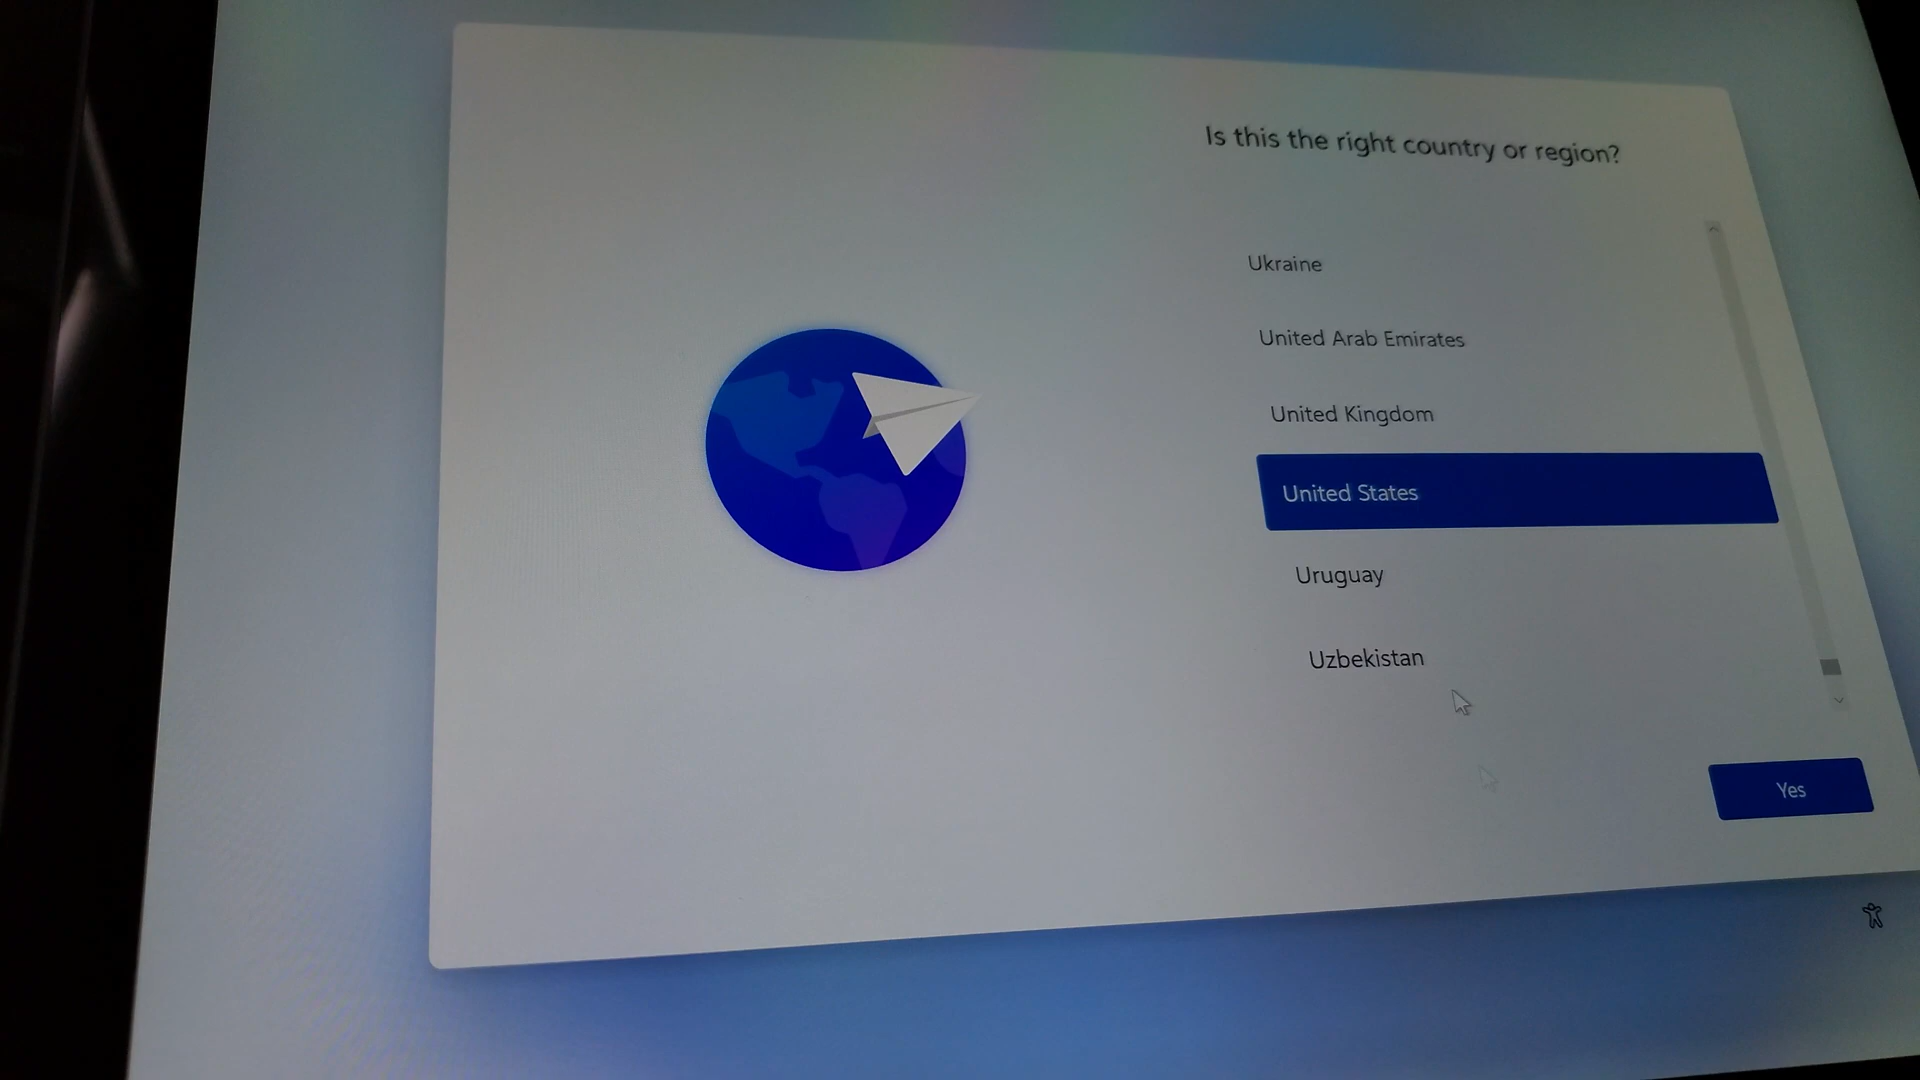 Is this the right country or region?
Ukraine
United Arab Emirates
United Kingdom
United States
Uruguay
Uzbekistan
Yes